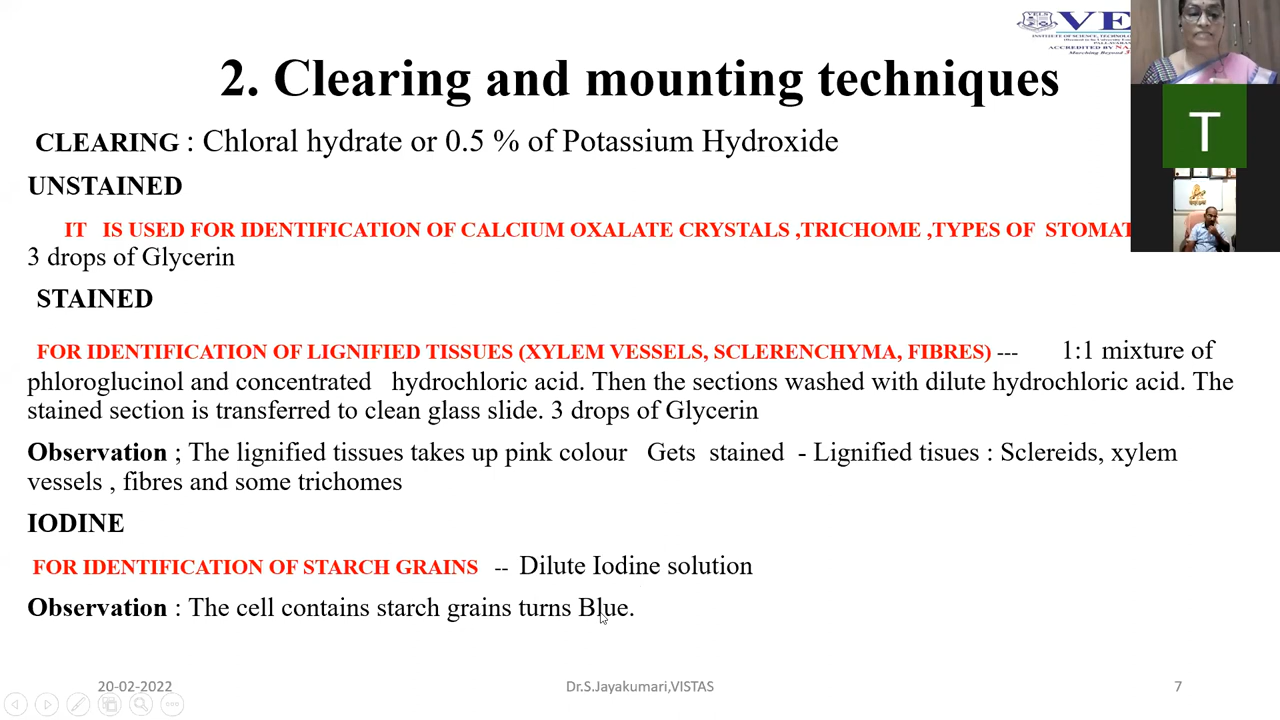 VE
ACCREDITED BY NA
2. Clearing and mounting techniques
CLEARING : Chloral hydrate or 0.5 % of Potassium Hydroxide
UNSTAINED
IT IS USED FOR IDENTIFICATION OF CALCIUM OXALATE CRYSTALS ,TRICHOME ,TYPES OF STOMAT
3 drops of Glycerin
STAINED
FOR IDENTIFICATION OF LIGNIFIED TISSUES (XYLEM VESSELS, SCLERENCHYMA, FIBRES) --- 1:1 mixture of
phloroglucinol and concentrated hydrochloric acid. Then the sections washed with dilute hydrochloric acid. The
stained section is transferred to clean glass slide. 3 drops of Glycerin
Observation ; The lignified tissues takes up pink colour Gets stained - Lignified tisues : Sclereids, xylem
vessels , fibres and some trichomes
IODINE
FOR IDENTIFICATION OF STARCH GRAINS -- Dilute Iodine solution
Observation : The cell contains starch grains turns Blue.
20-02-2022 Dr.S.Jayakumari,VISTAS 7
T